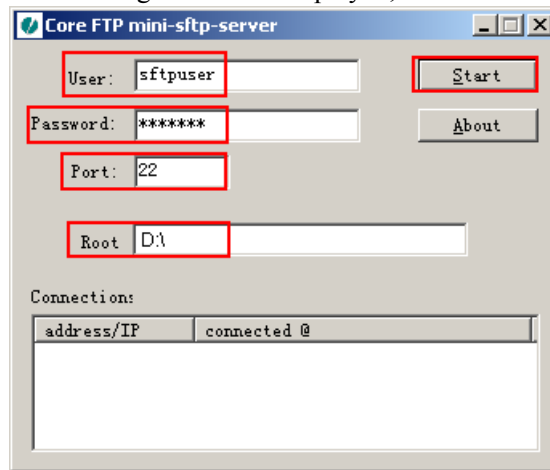 Core FTP mini-sftp-server
User: sftpuser Start
Password: ******* About
Port: 22
Root D:\
Connections
address/IP connected @